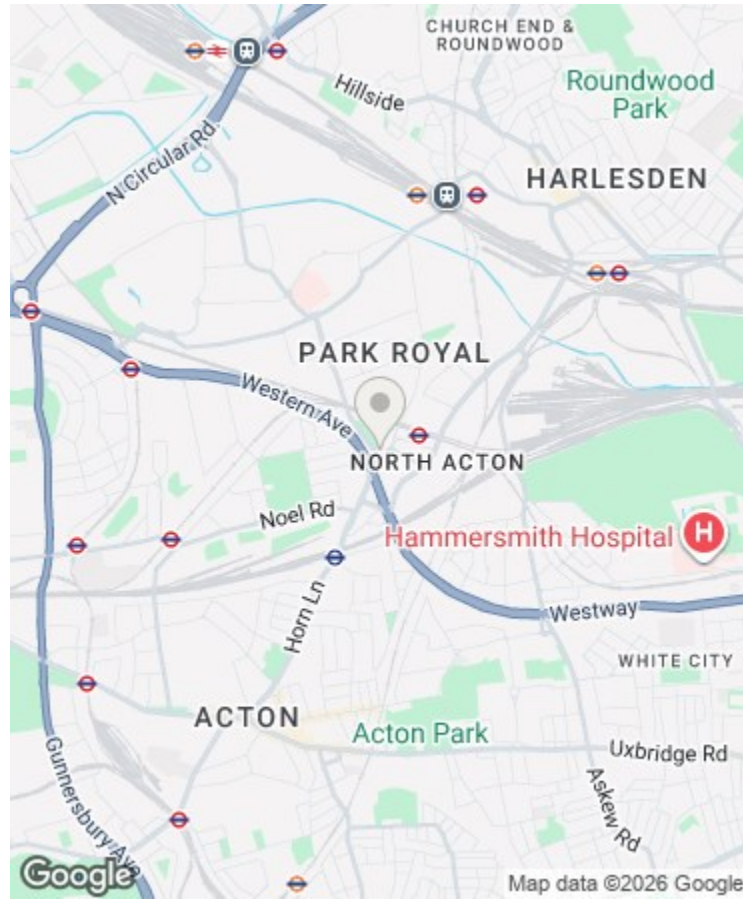 CHURCH END &
ROUNDWOOD
Hillside
Roundwood
Park
N Circular Rd
HARLESDEN
PARK ROYAL
Western Ave
NORTH ACTON
Noel Rd
Hammersmith Hospital
H
Horn Ln
Westway
WHITE CITY
ACTON
Acton Park
Uxbridge Rd
Gunnersbury Ave
Askew Rd
Google
Map data ©2026 Google